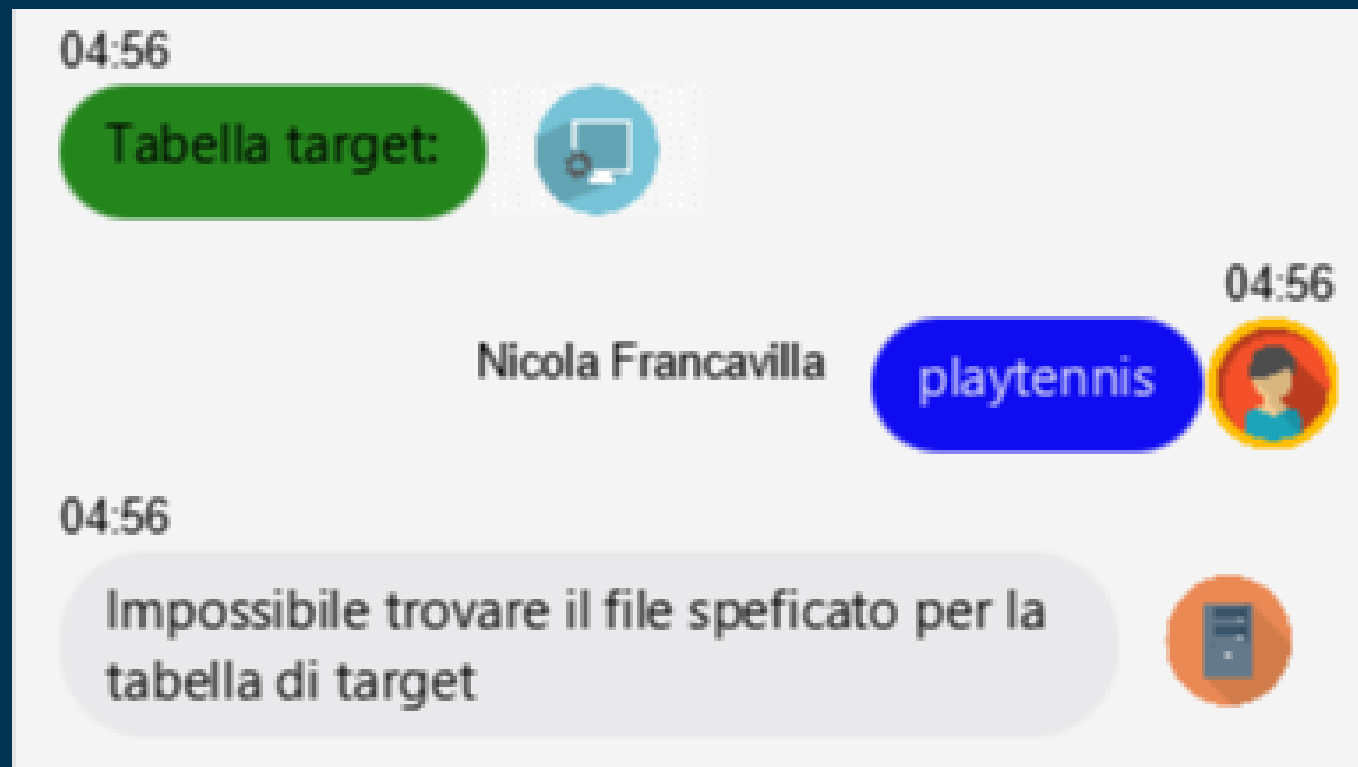 04:56
Tabella target:
04:56
Nicola Francavilla
playtennis
04:56
Impossibile trovare il file speficato per la
tabella di target